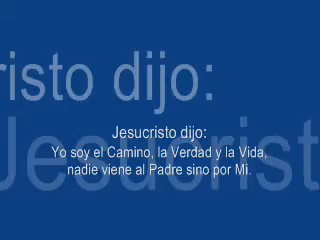 risto dijo:
Jesucrist
Jesucristo dijo:
Yo soy el Camino, la Verdad y la Vida,
nadie viene al Padre sino por Mi.